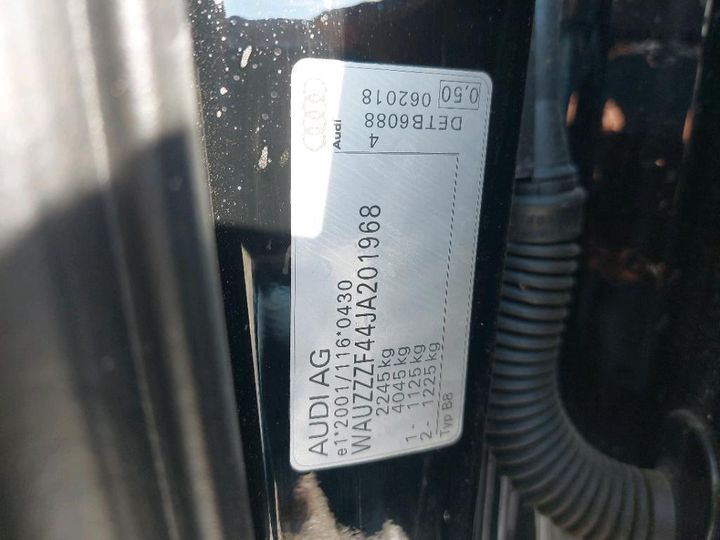 Audi
4
DETB6088
062018
0,50
AUDI AG
e1*2001/116*0430
WAUZZZF44JA201968
2245 kg
4045 kg
1 - 1125 kg
2 - 1225 kg
Typ B8